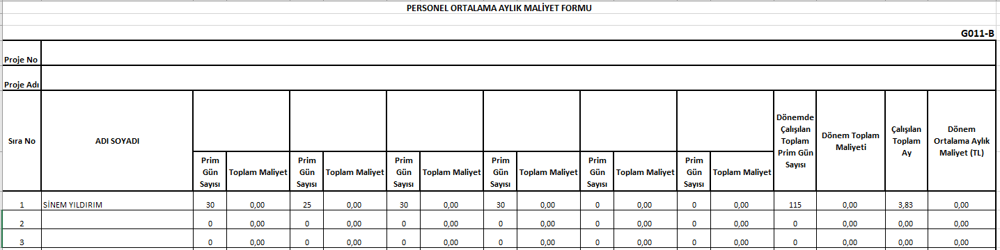 PERSONEL ORTALAMA AYLIK MALİYET FORMU
G011-B
Proje No
Proje Adı
Sıra No
ADI SOYADI
Prim Gün Sayısı
Toplam Maliyet
Prim Gün Sayısı
Toplam Maliyet
Prim Gün Sayısı
Toplam Maliyet
Prim Gün Sayısı
Toplam Maliyet
Prim Gün Sayısı
Toplam Maliyet
Prim Gün Sayısı
Toplam Maliyet
Dönemde Çalışılan Toplam Prim Gün Sayısı
Dönem Toplam Maliyeti
Çalışılan Toplam Ay
Dönem Ortalama Aylık Maliyet (TL)
1 SİNEM YILDIRIM 30 0,00 25 0,00 30 0,00 30 0,00 0 0,00 0 0,00 115 0,00 3,83 0,00
2 0 0,00 0 0,00 0 0,00 0 0,00 0 0,00 0 0,00 0 0,00 0,00 0,00
3 0 0,00 0 0,00 0 0,00 0 0,00 0 0,00 0 0,00 0 0,00 0,00 0,00